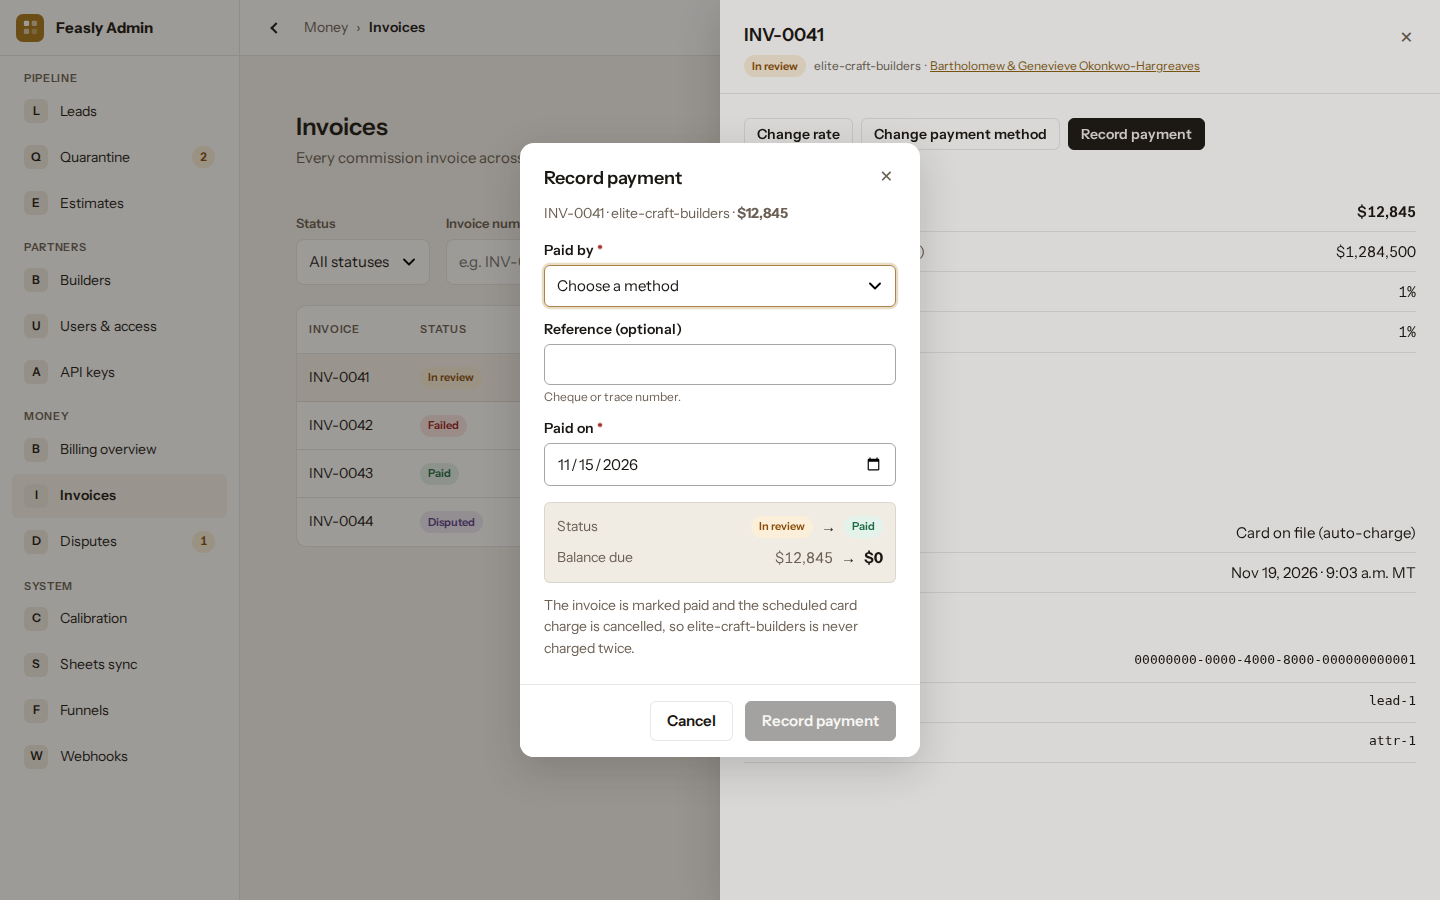 Feasly Admin
PIPELINE
L Leads
Q Quarantine 2
E Estimates
PARTNERS
B Builders
U Users & access
A API keys
MONEY
B Billing overview
I Invoices
D Disputes 1
SYSTEM
C Calibration
S Sheets sync
F Funnels
W Webhooks
Money › Invoices
Invoices
Every commission invoice across
Status
All statuses
Invoice num
e.g. INV-
INVOICE STATUS
INV-0041 In review
INV-0042 Failed
INV-0043 Paid
INV-0044 Disputed
INV-0041
In review elite-craft-builders · Bartholomew & Genevieve Okonkwo-Hargreaves
Change rate Change payment method Record payment
$12,845
) $1,284,500
1%
1%
Card on file (auto-charge)
Nov 19, 2026 · 9:03 a.m. MT
00000000-0000-4000-8000-000000000001
lead-1
attr-1
Record payment
INV-0041 · elite-craft-builders · $12,845
Paid by *
Choose a method
Reference (optional)
Cheque or trace number.
Paid on *
11/15/2026
Status In review → Paid
Balance due $12,845 → $0
The invoice is marked paid and the scheduled card
charge is cancelled, so elite-craft-builders is never
charged twice.
Cancel Record payment